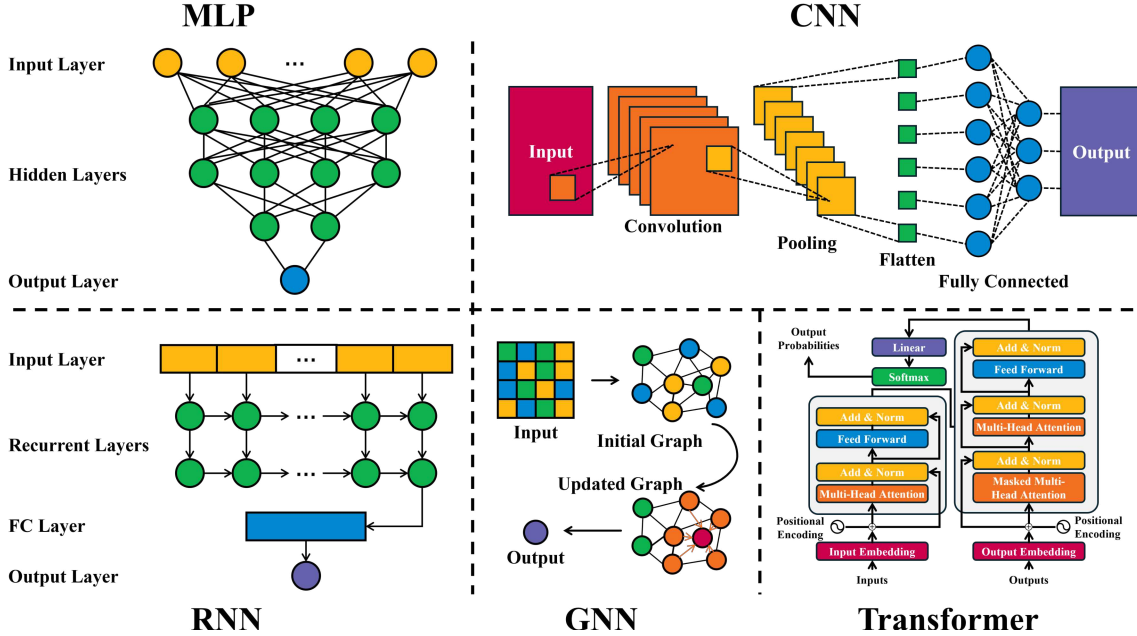 MLP
Input Layer
...
Hidden Layers
Output Layer
CNN
Input
Convolution
Pooling
Flatten
Fully Connected
Output
Input Layer
...
Recurrent Layers
...
...
FC Layer
Output Layer
RNN
Input
Initial Graph
Updated Graph
Output
GNN
Output
Probabilities
Linear
Softmax
Add & Norm
Feed Forward
Add & Norm
Multi-Head Attention
Add & Norm
Feed Forward
Add & Norm
Multi-Head Attention
Add & Norm
Masked Multi-
Head Attention
Positional
Encoding
Positional
Encoding
Input Embedding
Output Embedding
Inputs
Outputs
Transformer